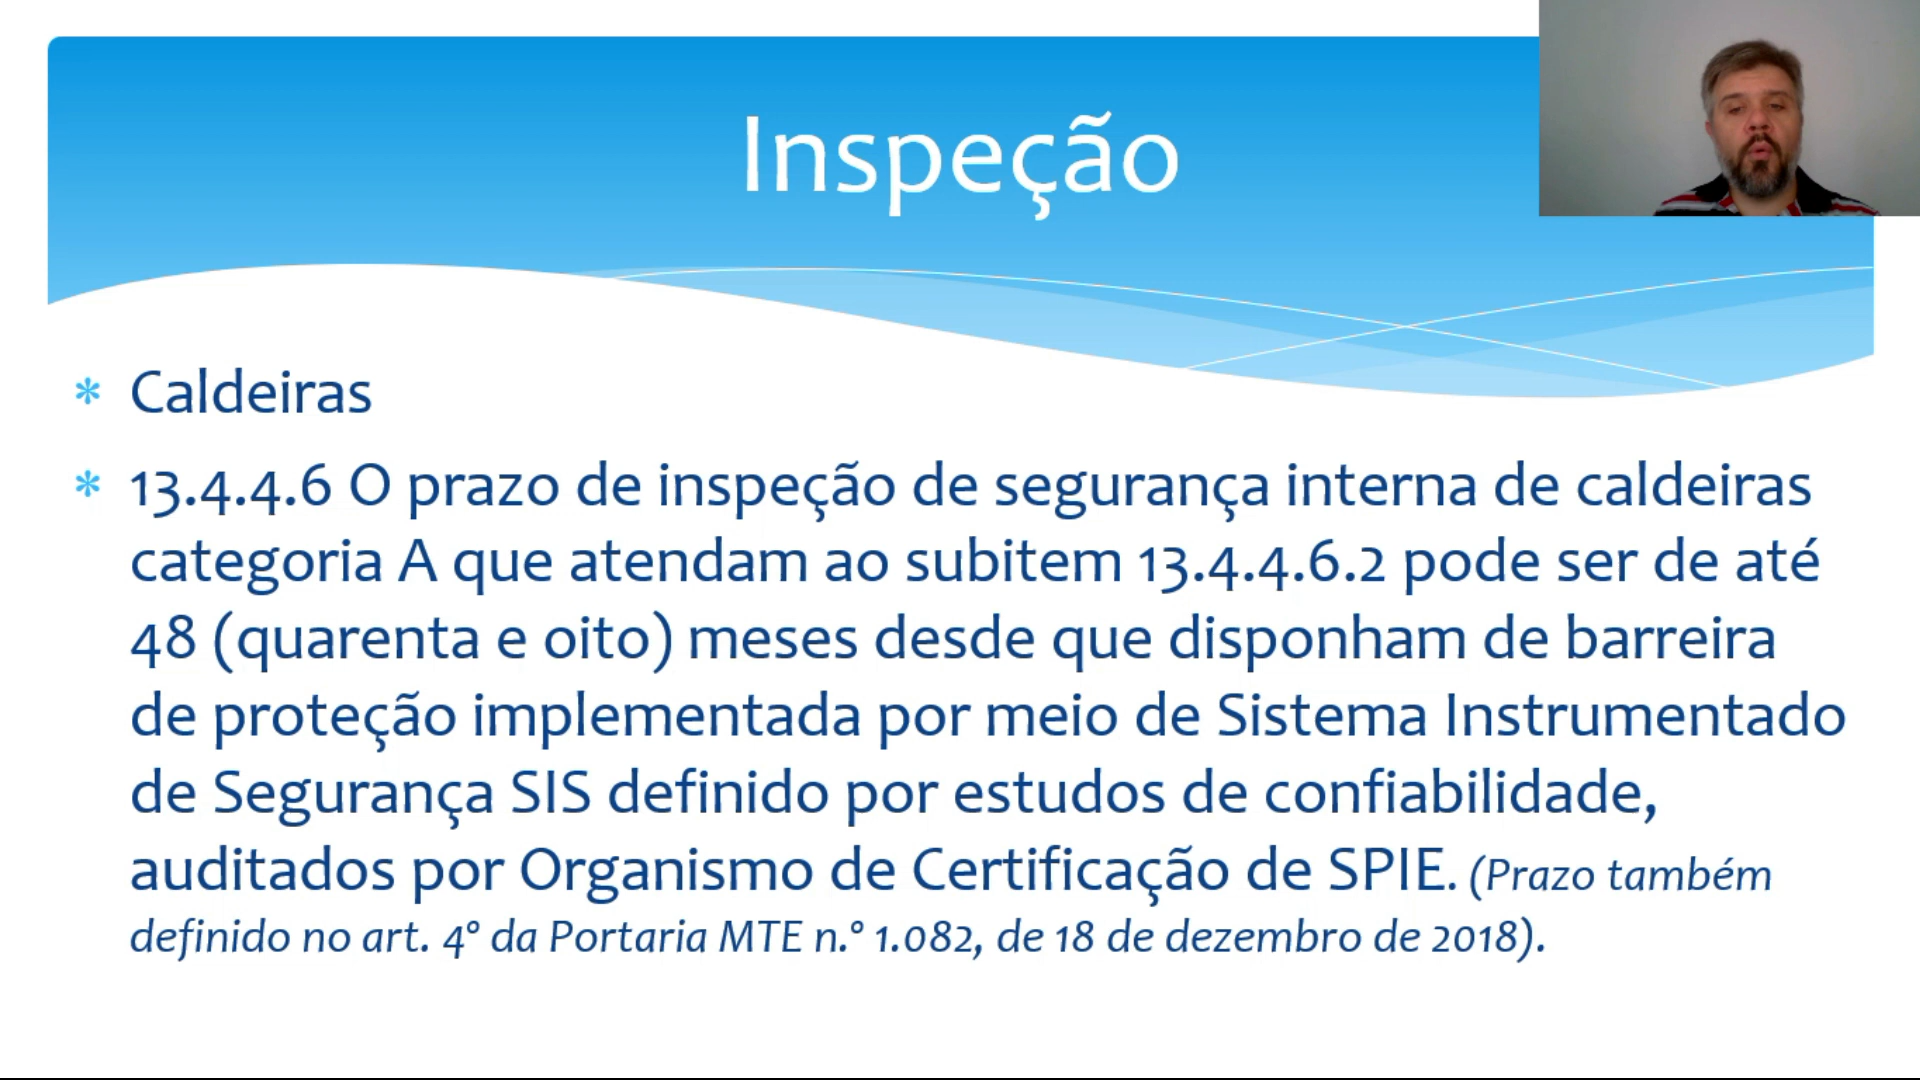 Inspeção
* Caldeiras
* 13.4.4.6 O prazo de inspeção de segurança interna de caldeiras
categoria A que atendam ao subitem 13.4.4.6.2 pode ser de até
48 (quarenta e oito) meses desde que disponham de barreira
de proteção implementada por meio de Sistema Instrumentado
de Segurança SIS definido por estudos de confiabilidade,
auditados por Organismo de Certificação de SPIE. (Prazo também
definido no art. 4° da Portaria MTE n.° 1.082, de 18 de dezembro de 2018).